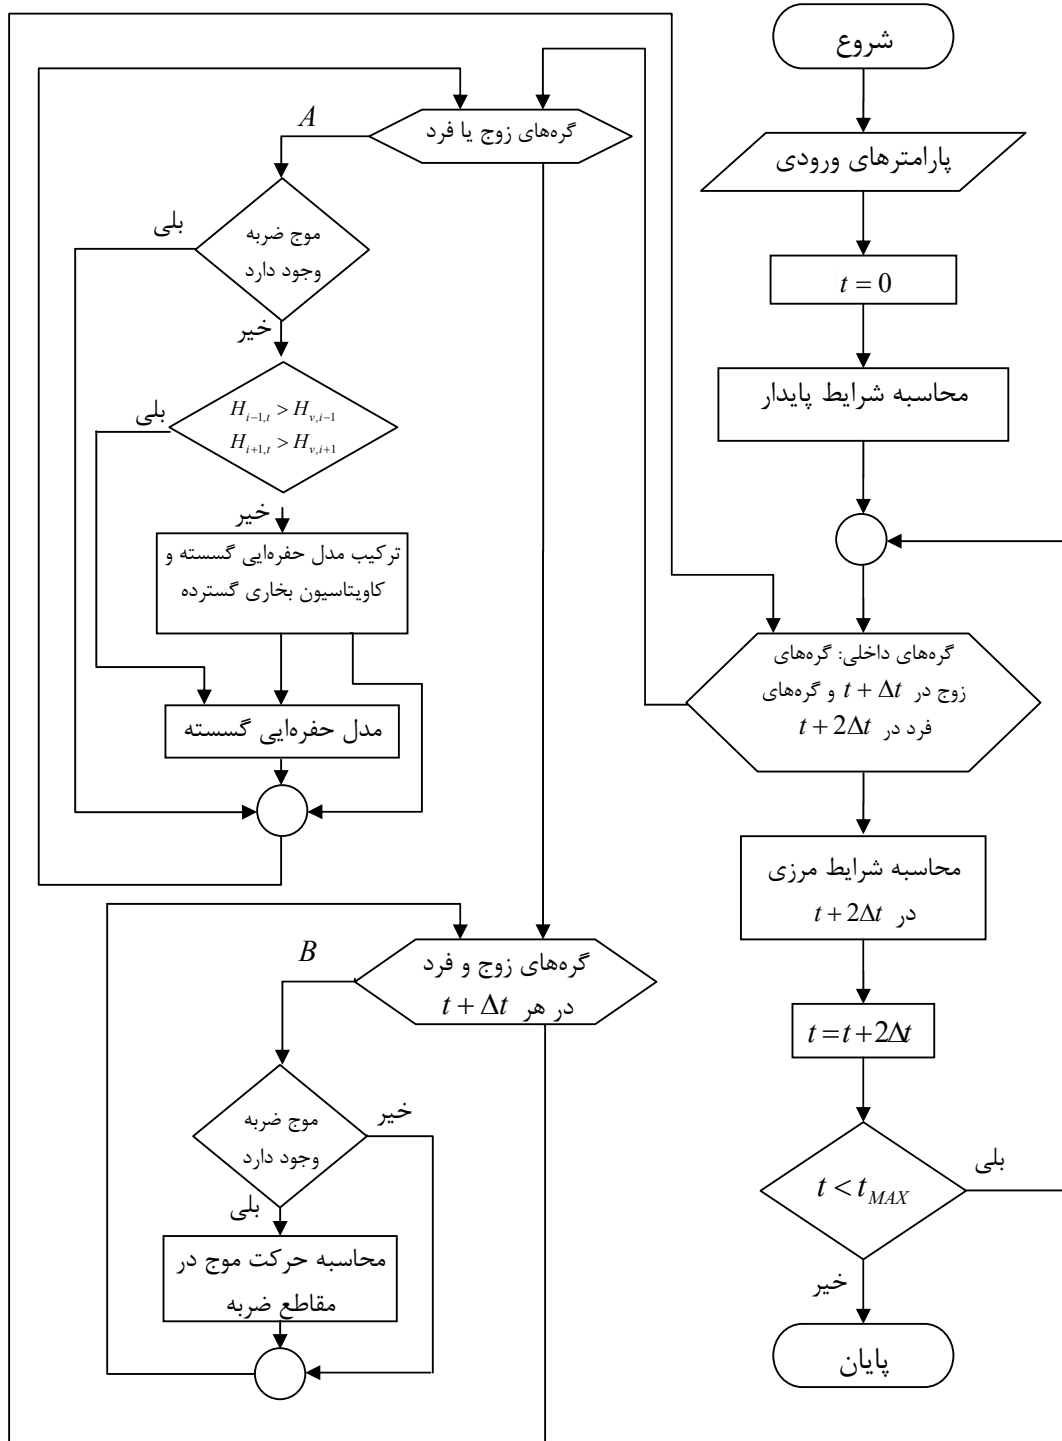 شروع
پارامترهای ورودی
t = 0
محاسبه شرایط پایدار
گره‌های داخلی: گره‌های
زوج در t + Δt و گره‌های
فرد در t + 2Δt
محاسبه شرایط مرزی
در t + 2Δt
t = t + 2Δt
t < t_MAX
بلی
خیر
پایان
گره‌های زوج یا فرد
A
موج ضربه
وجود دارد
بلی
خیر
H_{i-1,t} > H_{v,i-1}
H_{i+1,t} > H_{v,i+1}
بلی
خیر
ترکیب مدل حفره‌ایی گسسته و
کاویتاسیون بخاری گسترده
مدل حفره‌ایی گسسته
گره‌های زوج و فرد
در هر t + Δt
B
موج ضربه
وجود دارد
خیر
بلی
محاسبه حرکت موج در
مقاطع ضربه